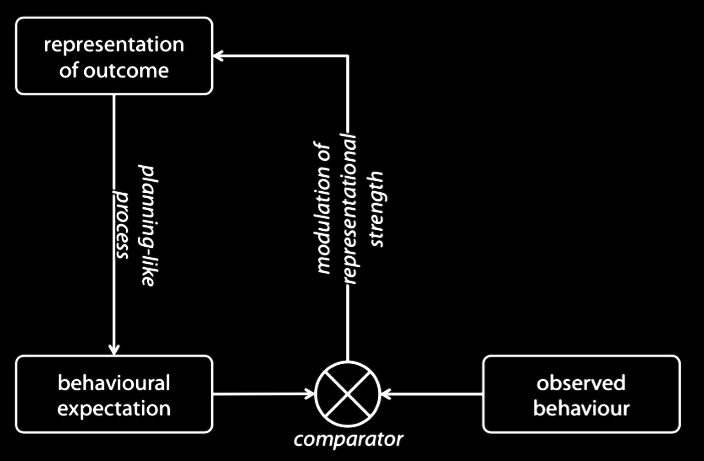 representation
of outcome
planning-like
process
modulation of
representational
strength
behavioural
expectation
comparator
observed
behaviour